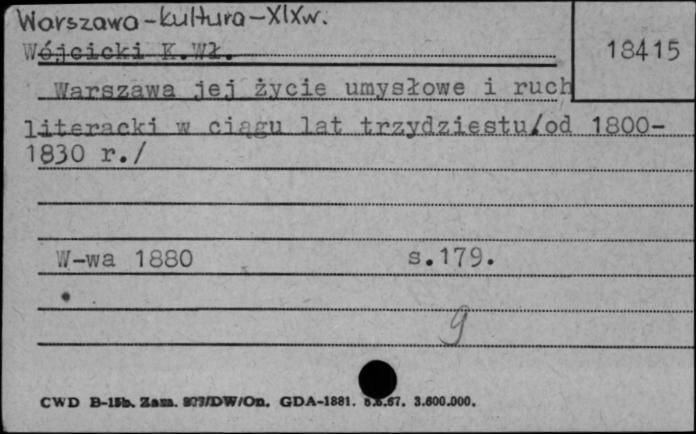 Warszawa-kultura-XIXw.
Wójcicki K.Wł.
18415
Warszawa jej życie umysłowe i ruch
literacki w ciągu lat trzydziestu/od 1800-
1830 r./
W-wa 1880 s.179.
g
CWD B-15b. Zam. /DW/On. GDA-1881. 67. 3.600.000.